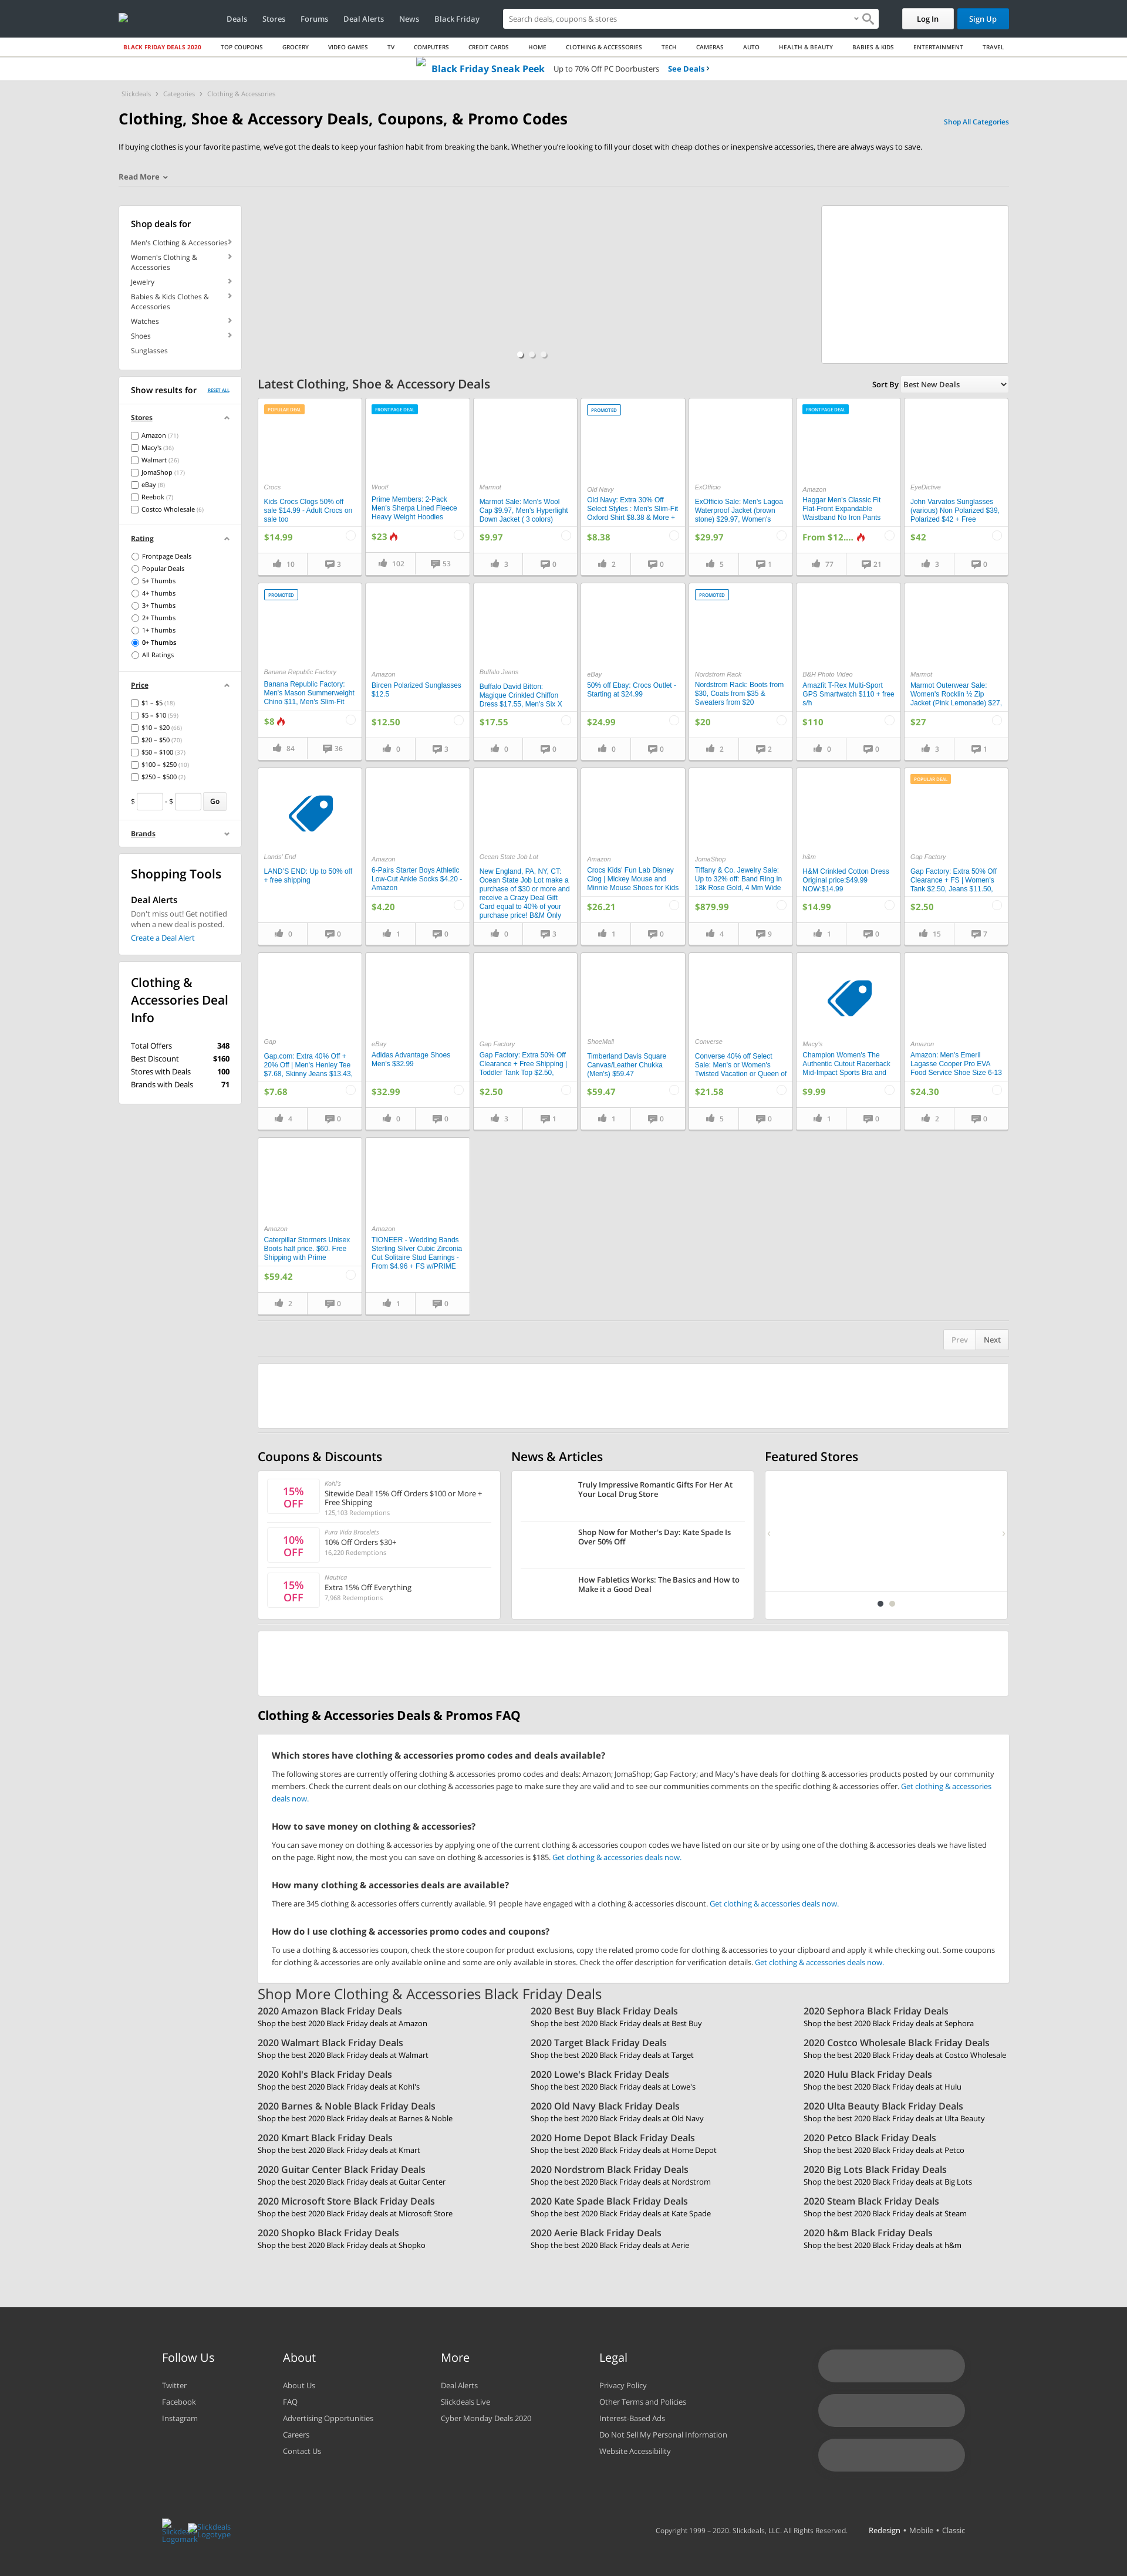 Deals Stores Forums Deal Alerts News Black Friday Search deals, coupons & stores Log In Sign Up
BLACK FRIDAY DEALS 2020 TOP COUPONS GROCERY VIDEO GAMES TV COMPUTERS CREDIT CARDS HOME CLOTHING & ACCESSORIES TECH CAMERAS AUTO HEALTH & BEAUTY BABIES & KIDS ENTERTAINMENT TRAVEL
Black Friday Sneak Peek Up to 70% Off PC Doorbusters See Deals ›
Slickdeals › Categories › Clothing & Accessories
Clothing, Shoe & Accessory Deals, Coupons, & Promo Codes
Shop All Categories
If buying clothes is your favorite pastime, we've got the deals to keep your fashion habit from breaking the bank. Whether you're looking to fill your closet with cheap clothes or inexpensive accessories, there are always ways to save.
Read More
Shop deals for
Men's Clothing & Accessories
Women's Clothing &
Accessories
Jewelry
Babies & Kids Clothes &
Accessories
Watches
Shoes
Sunglasses
Show results for RESET ALL
Stores
Amazon (71)
Macy's (36)
Walmart (26)
JomaShop (17)
eBay (8)
Reebok (7)
Costco Wholesale (6)
Rating
Frontpage Deals
Popular Deals
5+ Thumbs
4+ Thumbs
3+ Thumbs
2+ Thumbs
1+ Thumbs
0+ Thumbs
All Ratings
Price
$1 – $5 (18)
$5 – $10 (59)
$10 – $20 (66)
$20 – $50 (70)
$50 – $100 (37)
$100 – $250 (10)
$250 – $500 (2)
$ - $ Go
Brands
Shopping Tools
Deal Alerts
Don't miss out! Get notified
when a new deal is posted.
Create a Deal Alert
Clothing &
Accessories Deal
Info
Total Offers 348
Best Discount $160
Stores with Deals 100
Brands with Deals 71
Latest Clothing, Shoe & Accessory Deals
Sort By Best New Deals
POPULAR DEAL
Crocs
Kids Crocs Clogs 50% off
sale $14.99 - Adult Crocs on
sale too
$14.99
10 3
FRONTPAGE DEAL
Woot!
Prime Members: 2-Pack
Men's Sherpa Lined Fleece
Heavy Weight Hoodies
$23
102 53
Marmot
Marmot Sale: Men's Wool
Cap $9.97, Men's Hyperlight
Down Jacket ( 3 colors)
$9.97
3 0
PROMOTED
Old Navy
Old Navy: Extra 30% Off
Select Styles : Men's Slim-Fit
Oxford Shirt $8.38 & More +
$8.38
2 0
ExOfficio
ExOfficio Sale: Men's Lagoa
Waterproof Jacket (brown
stone) $29.97, Women's
$29.97
5 1
FRONTPAGE DEAL
Amazon
Haggar Men's Classic Fit
Flat-Front Expandable
Waistband No Iron Pants
From $12....
77 21
EyeDictive
John Varvatos Sunglasses
(various) Non Polarized $39,
Polarized $42 + Free
$42
3 0
PROMOTED
Banana Republic Factory
Banana Republic Factory:
Men's Mason Summerweight
Chino $11, Men's Slim-Fit
$8
84 36
Amazon
Bircen Polarized Sunglasses
$12.5
$12.50
0 3
Buffalo Jeans
Buffalo David Bitton:
Magique Crinkled Chiffon
Dress $17.55, Men's Six X
$17.55
0 0
eBay
50% off Ebay: Crocs Outlet -
Starting at $24.99
$24.99
0 0
PROMOTED
Nordstrom Rack
Nordstrom Rack: Boots from
$30, Coats from $35 &
Sweaters from $20
$20
2 2
B&H Photo Video
Amazfit T-Rex Multi-Sport
GPS Smartwatch $110 + free
s/h
$110
0 0
Marmot
Marmot Outerwear Sale:
Women's Rocklin ½ Zip
Jacket (Pink Lemonade) $27,
$27
3 1
Lands' End
LAND'S END: Up to 50% off
+ free shipping
0 0
Amazon
6-Pairs Starter Boys Athletic
Low-Cut Ankle Socks $4.20 -
Amazon
$4.20
1 0
Ocean State Job Lot
New England, PA, NY, CT:
Ocean State Job Lot make a
purchase of $30 or more and
receive a Crazy Deal Gift
Card equal to 40% of your
purchase price! B&M Only
0 3
Amazon
Crocs Kids' Fun Lab Disney
Clog | Mickey Mouse and
Minnie Mouse Shoes for Kids
$26.21
1 0
JomaShop
Tiffany & Co. Jewelry Sale:
Up to 32% off: Band Ring In
18k Rose Gold, 4 Mm Wide
$879.99
4 9
h&m
H&M Crinkled Cotton Dress
Original price:$49.99
NOW:$14.99
$14.99
1 0
POPULAR DEAL
Gap Factory
Gap Factory: Extra 50% Off
Clearance + FS | Women's
Tank $2.50, Jeans $11.50,
$2.50
15 7
Gap
Gap.com: Extra 40% Off +
20% Off | Men's Henley Tee
$7.68, Skinny Jeans $13.43,
$7.68
4 0
eBay
Adidas Advantage Shoes
Men's $32.99
$32.99
0 0
Gap Factory
Gap Factory: Extra 50% Off
Clearance + Free Shipping |
Toddler Tank Top $2.50,
$2.50
3 1
ShoeMall
Timberland Davis Square
Canvas/Leather Chukka
(Men's) $59.47
$59.47
1 0
Converse
Converse 40% off Select
Sale: Men's or Women's
Twisted Vacation or Queen of
$21.58
5 0
Macy's
Champion Women's The
Authentic Cutout Racerback
Mid-Impact Sports Bra and
$9.99
1 0
Amazon
Amazon: Men's Emeril
Lagasse Cooper Pro EVA
Food Service Shoe Size 6-13
$24.30
2 0
Amazon
Caterpillar Stormers Unisex
Boots half price. $60. Free
Shipping with Prime
$59.42
2 0
Amazon
TIONEER - Wedding Bands
Sterling Silver Cubic Zirconia
Cut Solitaire Stud Earrings -
From $4.96 + FS w/PRIME
1 0
Prev Next
Coupons & Discounts
15%
OFF
Kohl's
Sitewide Deal! 15% Off Orders $100 or More +
Free Shipping
125,103 Redemptions
10%
OFF
Pura Vida Bracelets
10% Off Orders $30+
16,220 Redemptions
15%
OFF
Nautica
Extra 15% Off Everything
7,968 Redemptions
News & Articles
Truly Impressive Romantic Gifts For Her At
Your Local Drug Store
Shop Now for Mother's Day: Kate Spade Is
Over 50% Off
How Fabletics Works: The Basics and How to
Make it a Good Deal
Featured Stores
Clothing & Accessories Deals & Promos FAQ
Which stores have clothing & accessories promo codes and deals available?
The following stores are currently offering clothing & accessories promo codes and deals: Amazon; JomaShop; Gap Factory; and Macy's have deals for clothing & accessories products posted by our community
members. Check the current deals on our clothing & accessories page to make sure they are valid and to see our communities comments on the specific clothing & accessories offer. Get clothing & accessories
deals now.
How to save money on clothing & accessories?
You can save money on clothing & accessories by applying one of the current clothing & accessories coupon codes we have listed on our site or by using one of the clothing & accessories deals we have listed
on the page. Right now, the most you can save on clothing & accessories is $185. Get clothing & accessories deals now.
How many clothing & accessories deals are available?
There are 345 clothing & accessories offers currently available. 91 people have engaged with a clothing & accessories discount. Get clothing & accessories deals now.
How do I use clothing & accessories promo codes and coupons?
To use a clothing & accessories coupon, check the store coupon for product exclusions, copy the related promo code for clothing & accessories to your clipboard and apply it while checking out. Some coupons
for clothing & accessories are only available online and some are only available in stores. Check the offer description for verification details. Get clothing & accessories deals now.
Shop More Clothing & Accessories Black Friday Deals
2020 Amazon Black Friday Deals 2020 Best Buy Black Friday Deals 2020 Sephora Black Friday Deals
Shop the best 2020 Black Friday deals at Amazon Shop the best 2020 Black Friday deals at Best Buy Shop the best 2020 Black Friday deals at Sephora
2020 Walmart Black Friday Deals 2020 Target Black Friday Deals 2020 Costco Wholesale Black Friday Deals
Shop the best 2020 Black Friday deals at Walmart Shop the best 2020 Black Friday deals at Target Shop the best 2020 Black Friday deals at Costco Wholesale
2020 Kohl's Black Friday Deals 2020 Lowe's Black Friday Deals 2020 Hulu Black Friday Deals
Shop the best 2020 Black Friday deals at Kohl's Shop the best 2020 Black Friday deals at Lowe's Shop the best 2020 Black Friday deals at Hulu
2020 Barnes & Noble Black Friday Deals 2020 Old Navy Black Friday Deals 2020 Ulta Beauty Black Friday Deals
Shop the best 2020 Black Friday deals at Barnes & Noble Shop the best 2020 Black Friday deals at Old Navy Shop the best 2020 Black Friday deals at Ulta Beauty
2020 Kmart Black Friday Deals 2020 Home Depot Black Friday Deals 2020 Petco Black Friday Deals
Shop the best 2020 Black Friday deals at Kmart Shop the best 2020 Black Friday deals at Home Depot Shop the best 2020 Black Friday deals at Petco
2020 Guitar Center Black Friday Deals 2020 Nordstrom Black Friday Deals 2020 Big Lots Black Friday Deals
Shop the best 2020 Black Friday deals at Guitar Center Shop the best 2020 Black Friday deals at Nordstrom Shop the best 2020 Black Friday deals at Big Lots
2020 Microsoft Store Black Friday Deals 2020 Kate Spade Black Friday Deals 2020 Steam Black Friday Deals
Shop the best 2020 Black Friday deals at Microsoft Store Shop the best 2020 Black Friday deals at Kate Spade Shop the best 2020 Black Friday deals at Steam
2020 Shopko Black Friday Deals 2020 Aerie Black Friday Deals 2020 h&m Black Friday Deals
Shop the best 2020 Black Friday deals at Shopko Shop the best 2020 Black Friday deals at Aerie Shop the best 2020 Black Friday deals at h&m
Follow Us
Twitter
Facebook
Instagram
About
About Us
FAQ
Advertising Opportunities
Careers
Contact Us
More
Deal Alerts
Slickdeals Live
Cyber Monday Deals 2020
Legal
Privacy Policy
Other Terms and Policies
Interest-Based Ads
Do Not Sell My Personal Information
Website Accessibility
Slickdeals
Logomark
Slickdeals
Logotype
Copyright 1999 – 2020. Slickdeals, LLC. All Rights Reserved. Redesign • Mobile • Classic